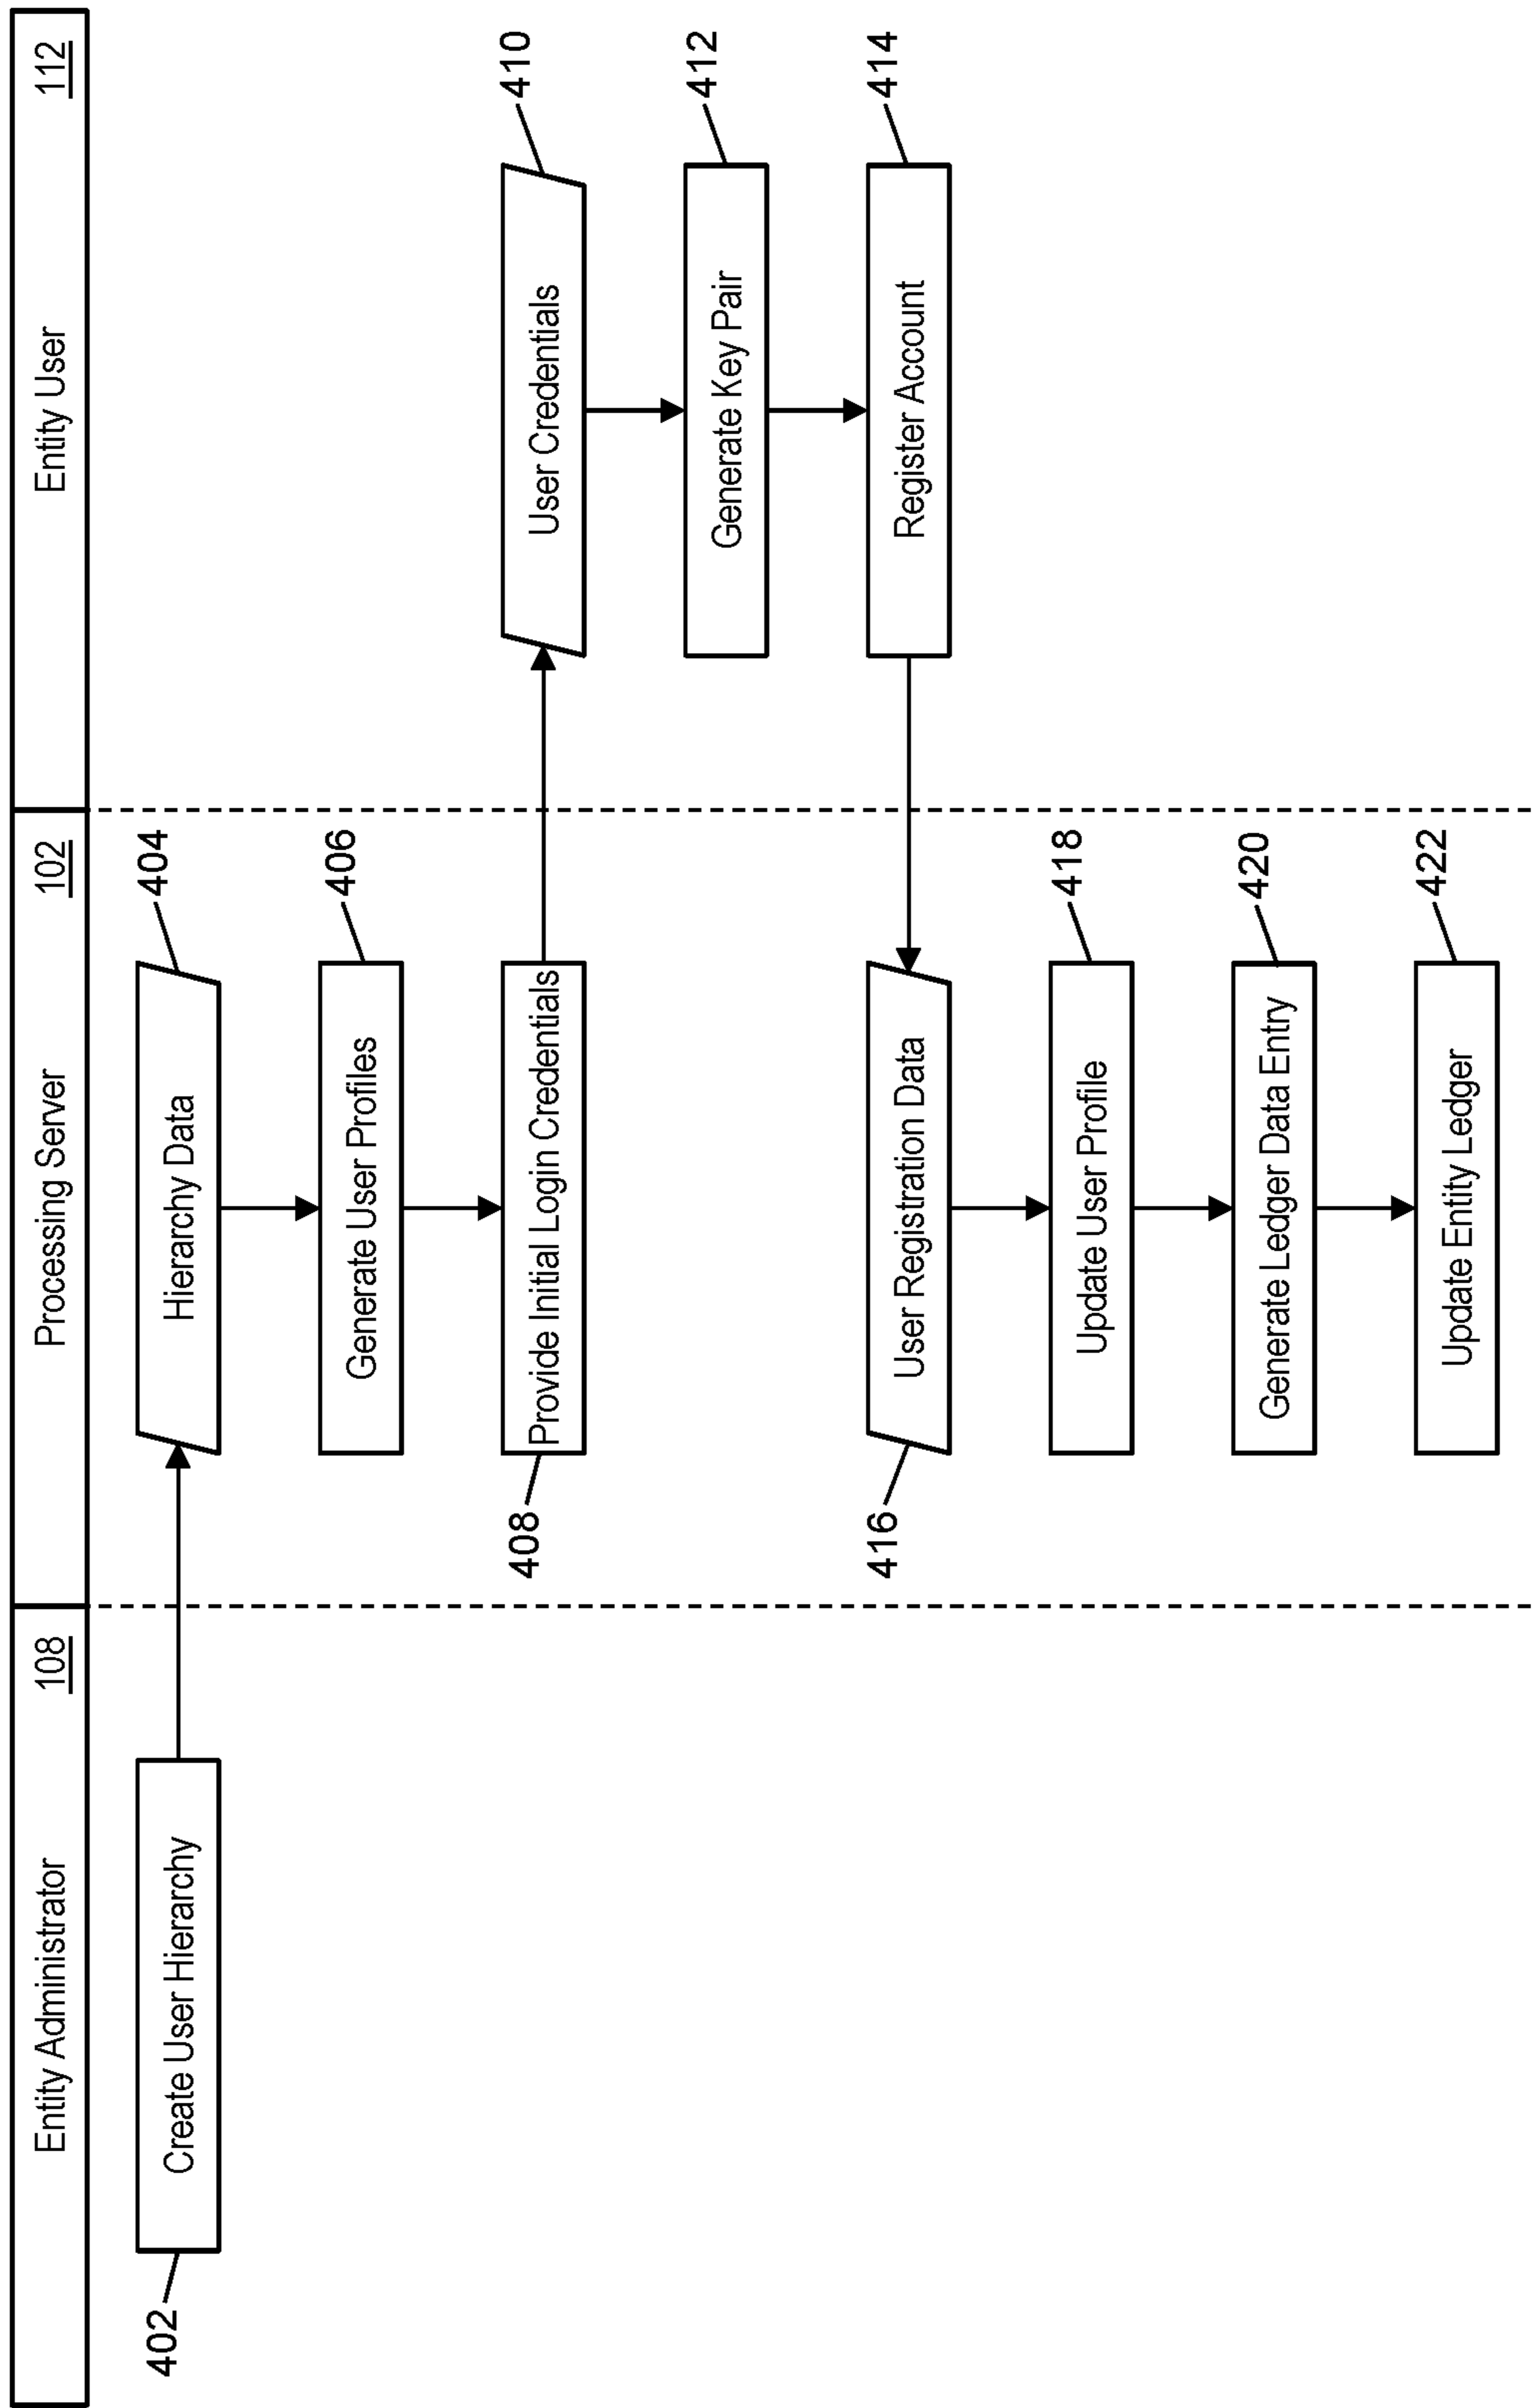 Entity Administrator
108
Processing Server
102
Entity User
112
402
Create User Hierarchy
Hierarchy Data
404
Generate User Profiles
406
408
Provide Initial Login Credentials
User Credentials
410
Generate Key Pair
412
Register Account
414
416
User Registration Data
Update User Profile
418
Generate Ledger Data Entry
420
Update Entity Ledger
422